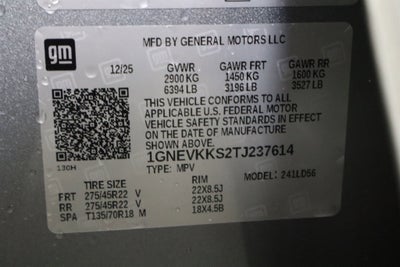 gm
MFD BY GENERAL MOTORS LLC
12/25 GVWR GAWR FRT GAWR RR
2900 KG 1450 KG 1600 KG
6394 LB 3196 LB 3527 LB
THIS VEHICLE CONFORMS TO ALL
APPLICABLE U.S. FEDERAL MOTOR
VEHICLE SAFETY STANDARDS IN EFFECT
ON THE DATE OF MANUFACTURE
SHOWN ABOVE.
1GNEVKKS2TJ237614
13CH TYPE: MPV MODEL: 241LD56
TIRE SIZE RIM
FRT 275/45R22 V 22X8.5J
RR 275/45R22 V 22X8.5J
SPA T135/70R18 M 18X4.5B